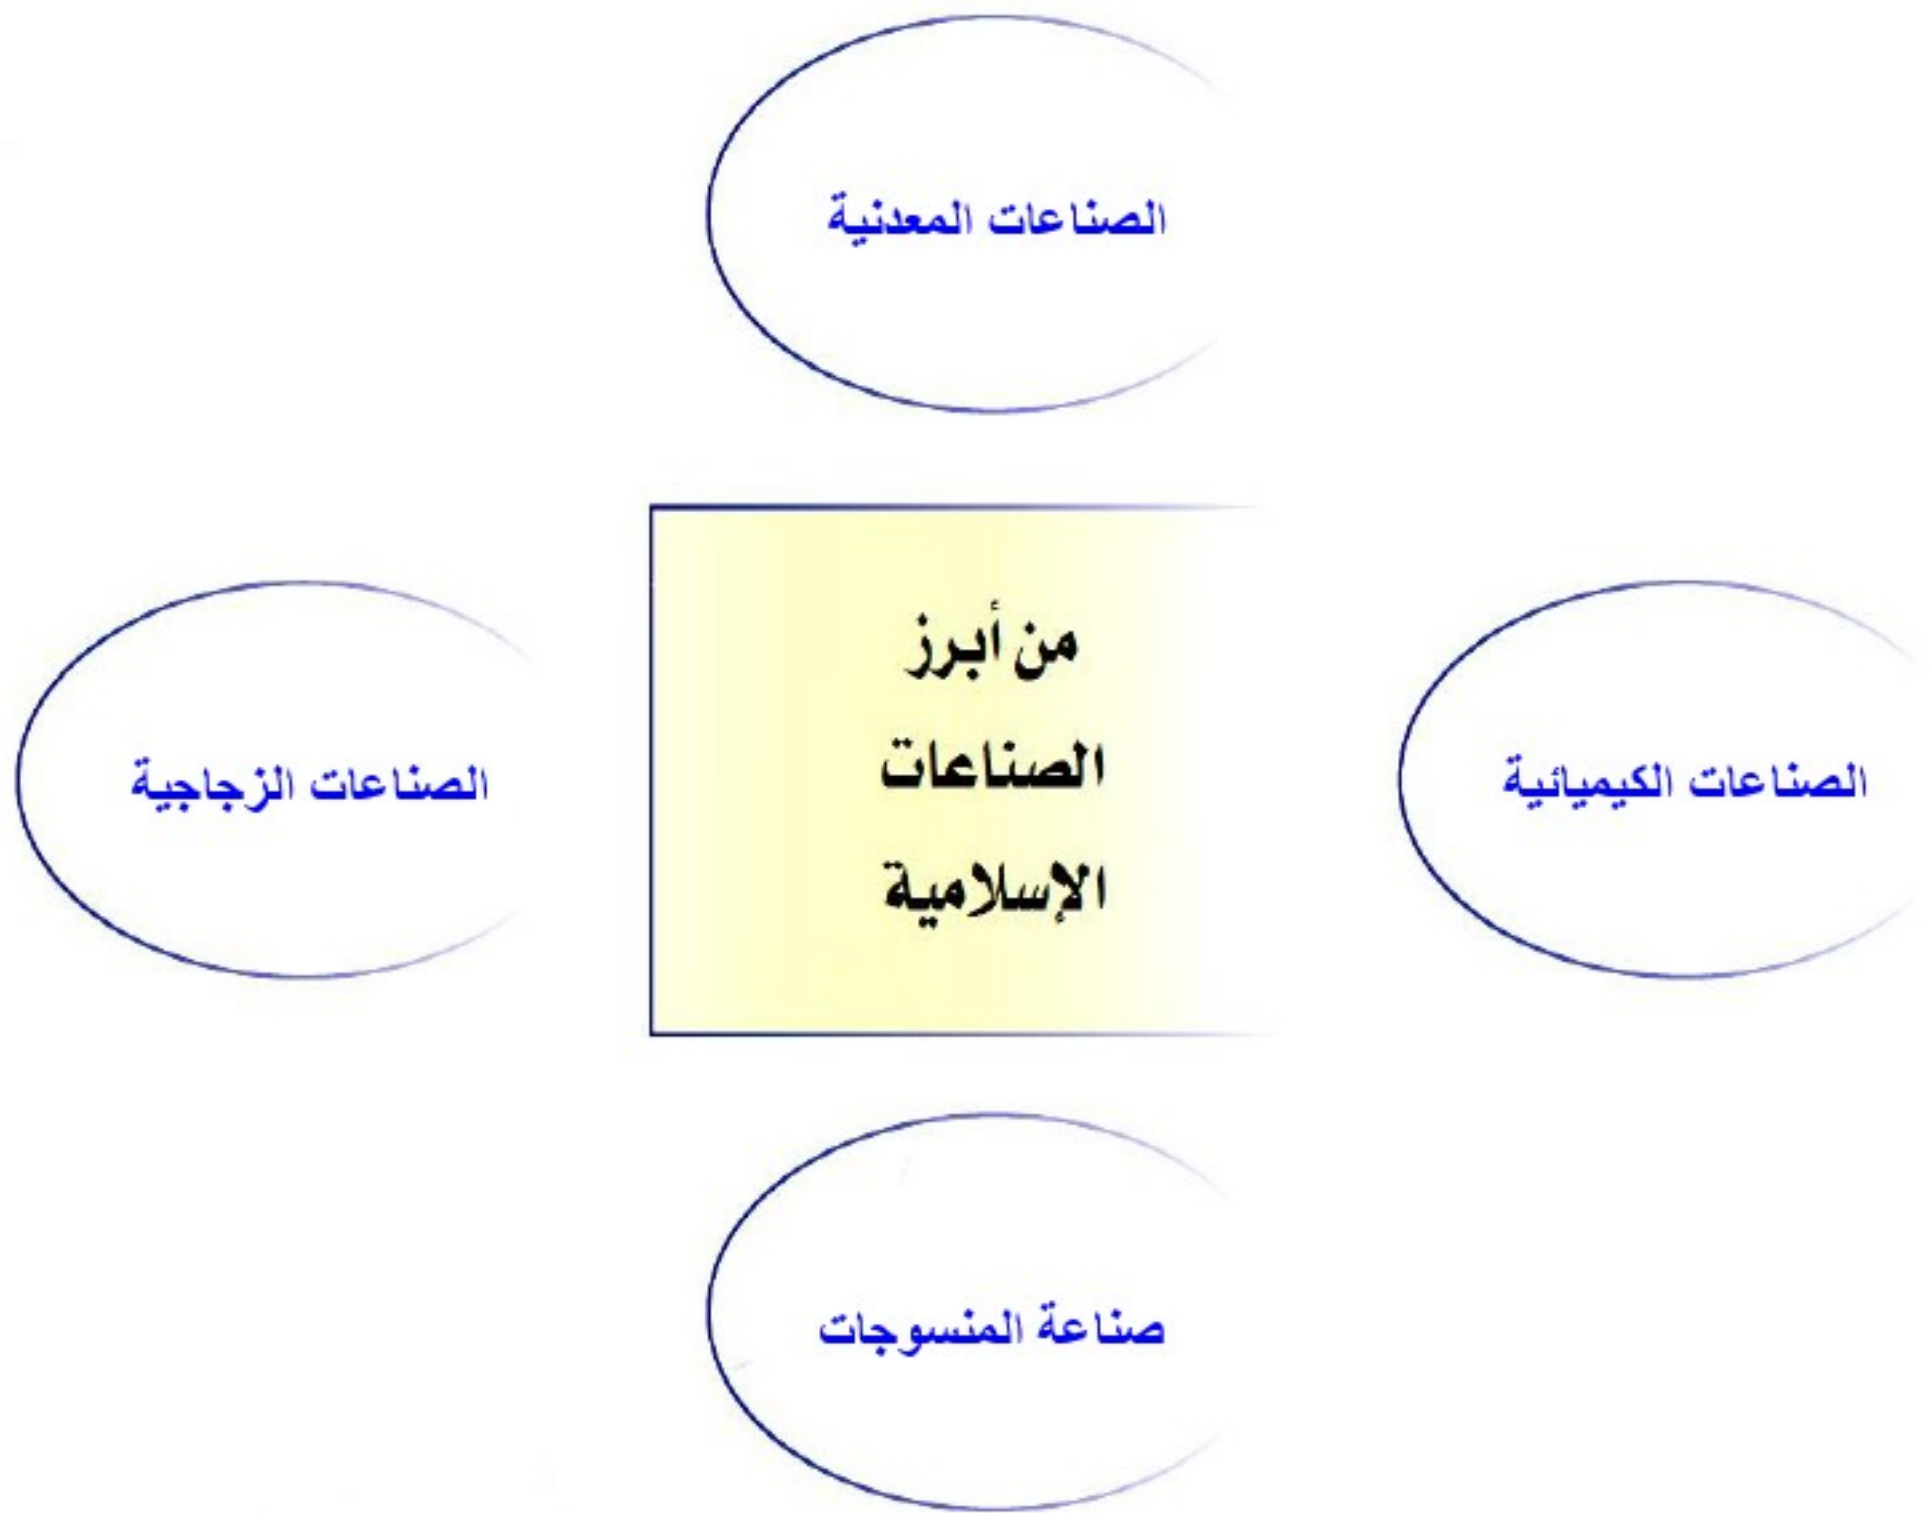 الصناعات المعدنية
من أبرز
الصناعات
الإسلامية
الصناعات الكيميائية
الصناعات الزجاجية
صناعة المنسوجات